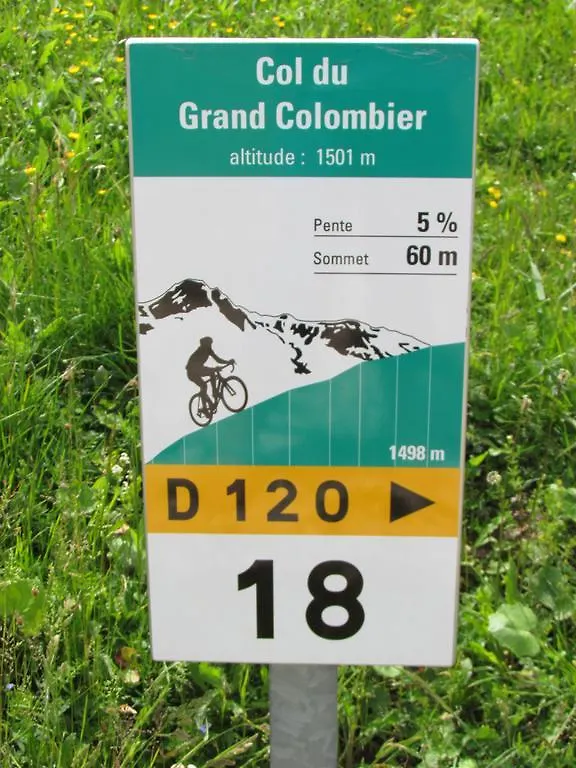 Col du
Grand Colombier
altitude : 1501 m
Pente 5 %
Sommet 60 m
1498 m
D 120
18